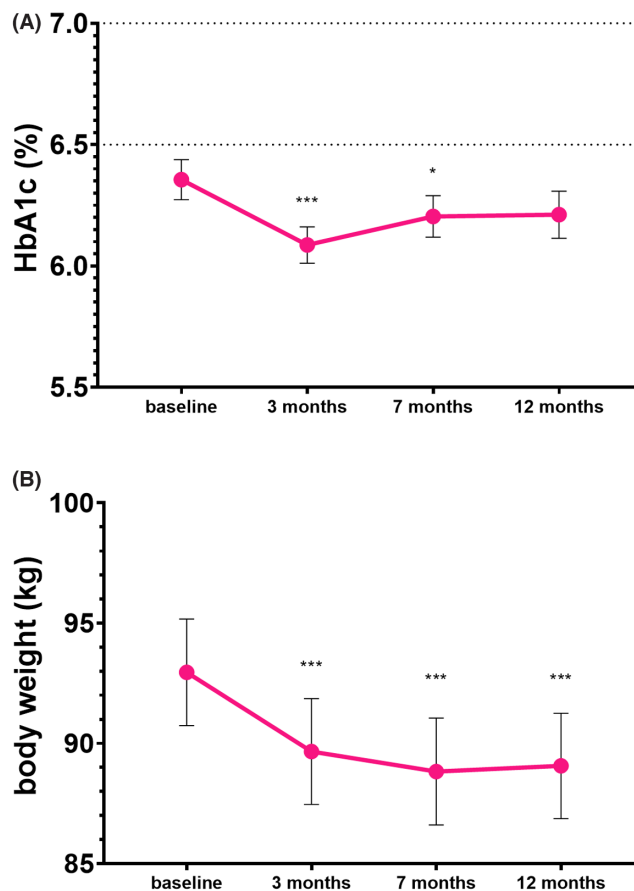 (A)
7.0
6.5
6.0
5.5
HbA1c (%)
***
*
baseline 3 months 7 months 12 months
(B)
100
95
90
85
body weight (kg)
*** *** ***
baseline 3 months 7 months 12 months